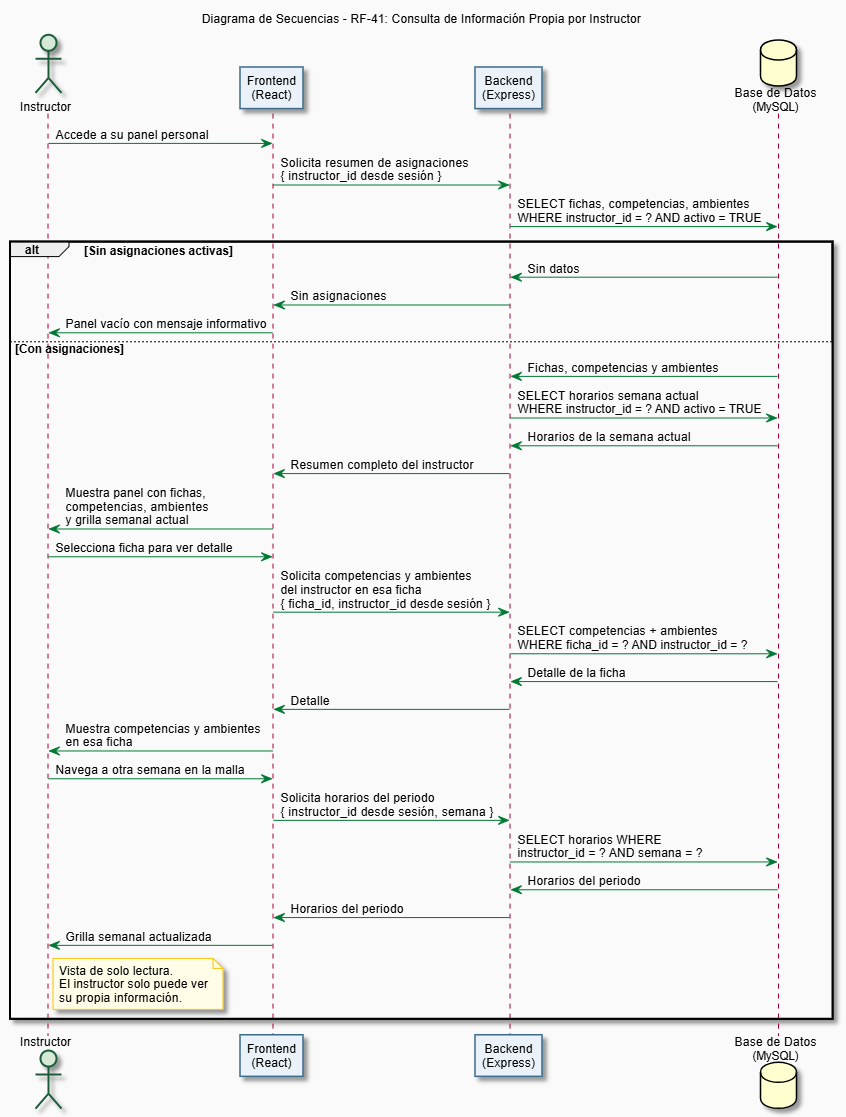 Diagrama de Secuencias - RF-41: Consulta de Información Propia por Instructor
Instructor
Frontend
(React)
Backend
(Express)
Base de Datos
(MySQL)
Accede a su panel personal
Solicita resumen de asignaciones
{ instructor_id desde sesión }
SELECT fichas, competencias, ambientes
WHERE instructor_id = ? AND activo = TRUE
alt
[Sin asignaciones activas]
Sin datos
Sin asignaciones
Panel vacío con mensaje informativo
[Con asignaciones]
Fichas, competencias y ambientes
SELECT horarios semana actual
WHERE instructor_id = ? AND activo = TRUE
Horarios de la semana actual
Resumen completo del instructor
Muestra panel con fichas,
competencias, ambientes
y grilla semanal actual
Selecciona ficha para ver detalle
Solicita competencias y ambientes
del instructor en esa ficha
{ ficha_id, instructor_id desde sesión }
SELECT competencias + ambientes
WHERE ficha_id = ? AND instructor_id = ?
Detalle de la ficha
Detalle
Muestra competencias y ambientes
en esa ficha
Navega a otra semana en la malla
Solicita horarios del periodo
{ instructor_id desde sesión, semana }
SELECT horarios WHERE
instructor_id = ? AND semana = ?
Horarios del periodo
Horarios del periodo
Grilla semanal actualizada
Vista de solo lectura.
El instructor solo puede ver
su propia información.
Instructor
Frontend
(React)
Backend
(Express)
Base de Datos
(MySQL)